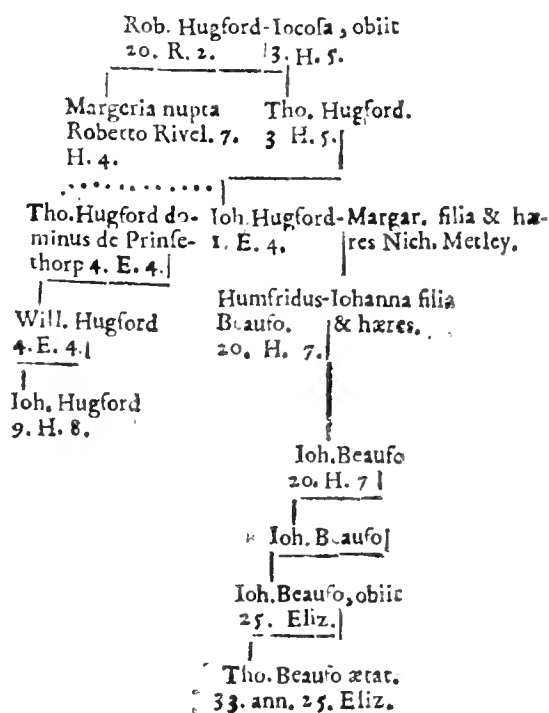 Rob. Hugford-Iocoſa, obiit
20. R. 2. 3. H. 5.
Margeria nupta
Roberto Rivel. 7.
H. 4.
Tho. Hugford.
3 H. 5.
Tho. Hugford do-
minus de Prinſe-
thorp 4. E. 4.
Ioh. Hugford-Margar. filia & hæ-
1. E. 4. res Nich. Metley.
Will. Hugford
4. E. 4.
Humfridus-Iohanna filia
Beaufo. & hæres.
20. H. 7.
Ioh. Hugford
9. H. 8.
Ioh. Beaufo
20. H. 7
Ioh. Beaufo
Ioh. Beaufo, obiit
25. Eliz.
Tho. Beaufo ætat.
33. ann. 25. Eliz.